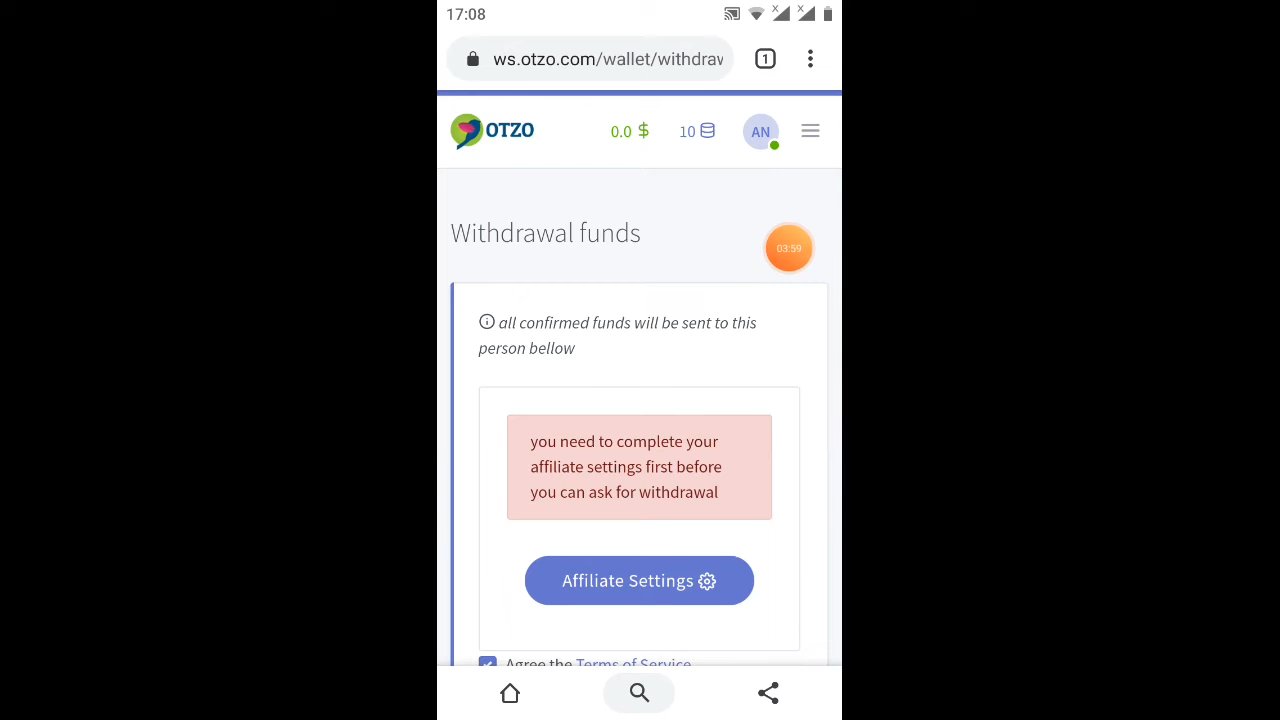 17:08
ws.otzo.com/wallet/withdraw
1
OTZO
0.0 $
10
AN
Withdrawal funds
03:59
all confirmed funds will be sent to this
person bellow
you need to complete your
affiliate settings first before
you can ask for withdrawal
Affiliate Settings
Agree the Terms of Service